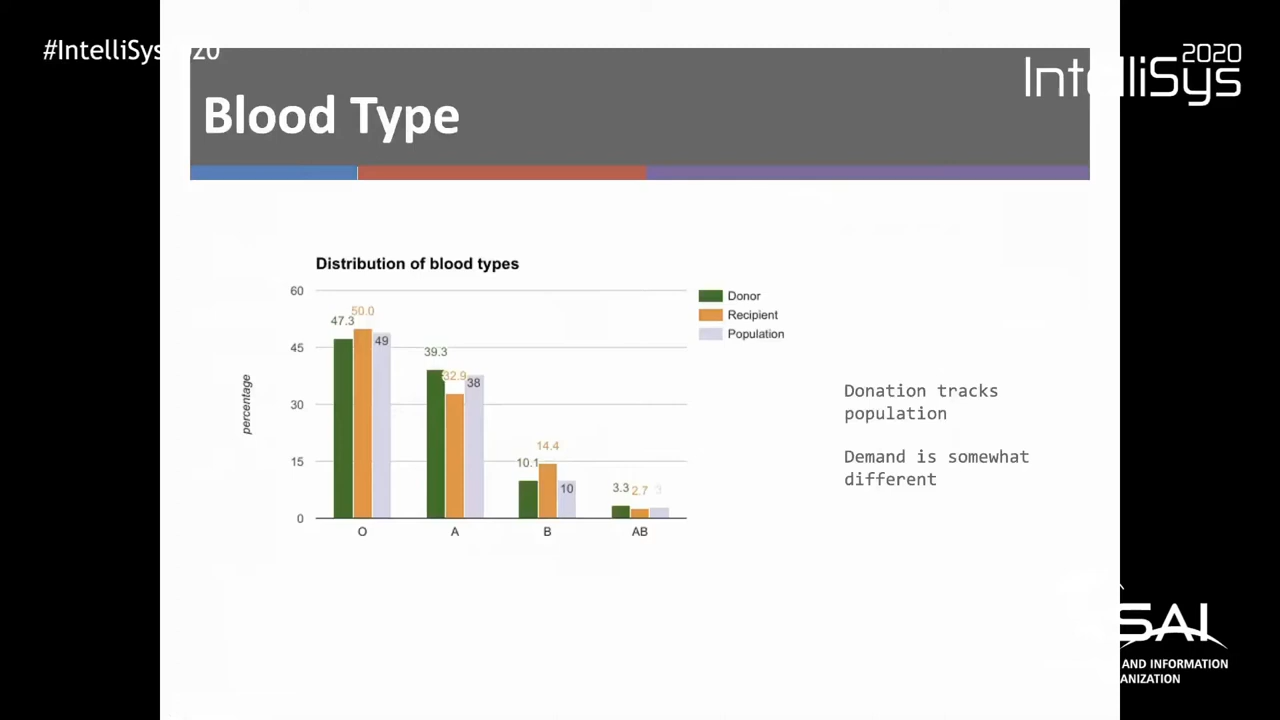 #IntelliSys 20
2020
IntelliSys
Blood Type
Distribution of blood types
60
45
30
15
0
percentage
47.3
50.0
49
39.3
32.9
38
10.1
14.4
10
3.3
2.7
3
O
A
B
AB
Donor
Recipient
Population
Donation tracks
population
Demand is somewhat
different
SAI
AND INFORMATION
ANIZATION